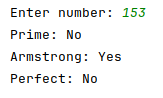 Enter number: 153
Prime: No
Armstrong: Yes
Perfect: No